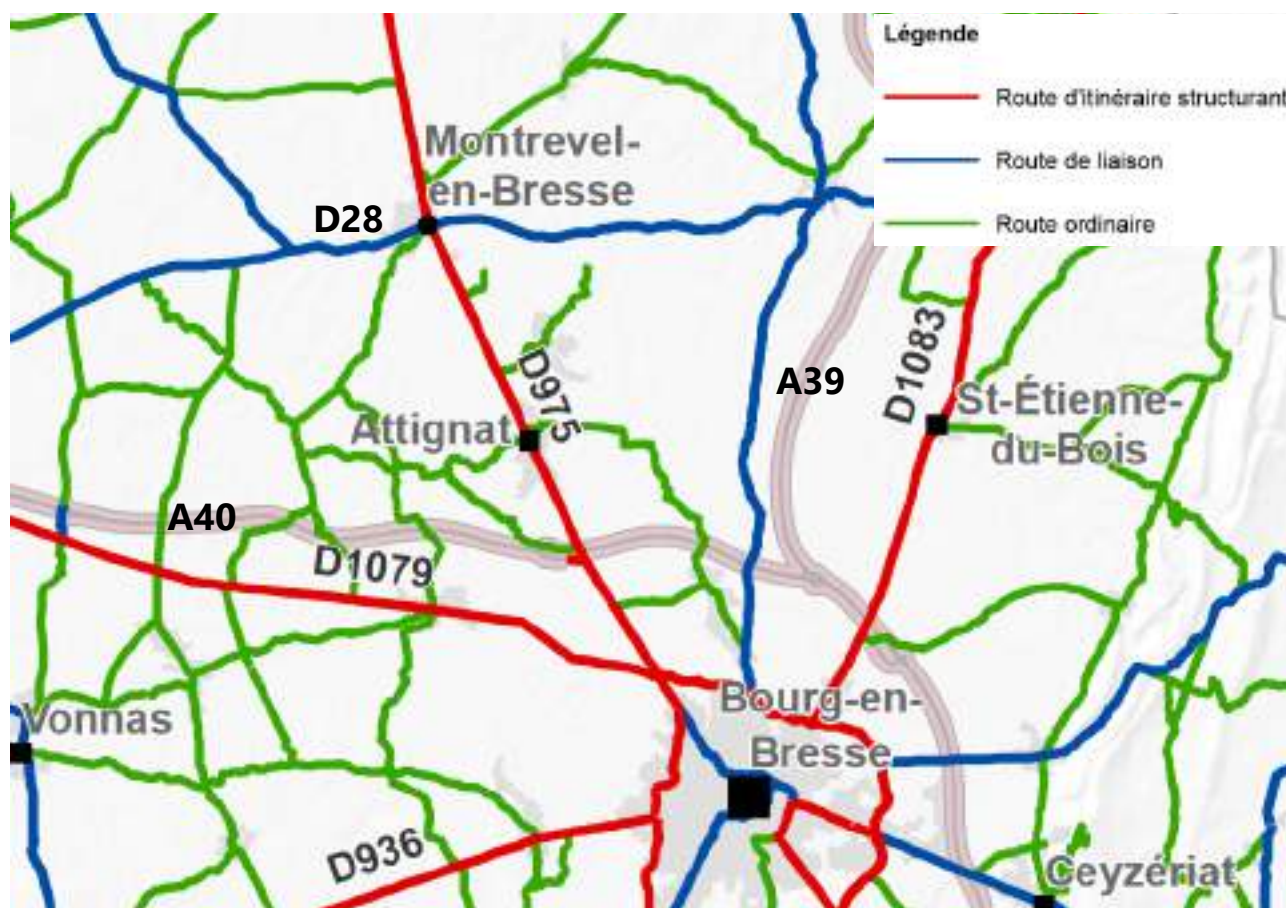 Légende
Route d'itinéraire structurant
Route de liaison
Route ordinaire
Montrevel-
en-Bresse
D28
D1083
D975
A39
St-Étienne-
du-Bois
Attignat
A40
D1079
Bourg-en-
Bresse
Vonnas
D936
Ceyzériat